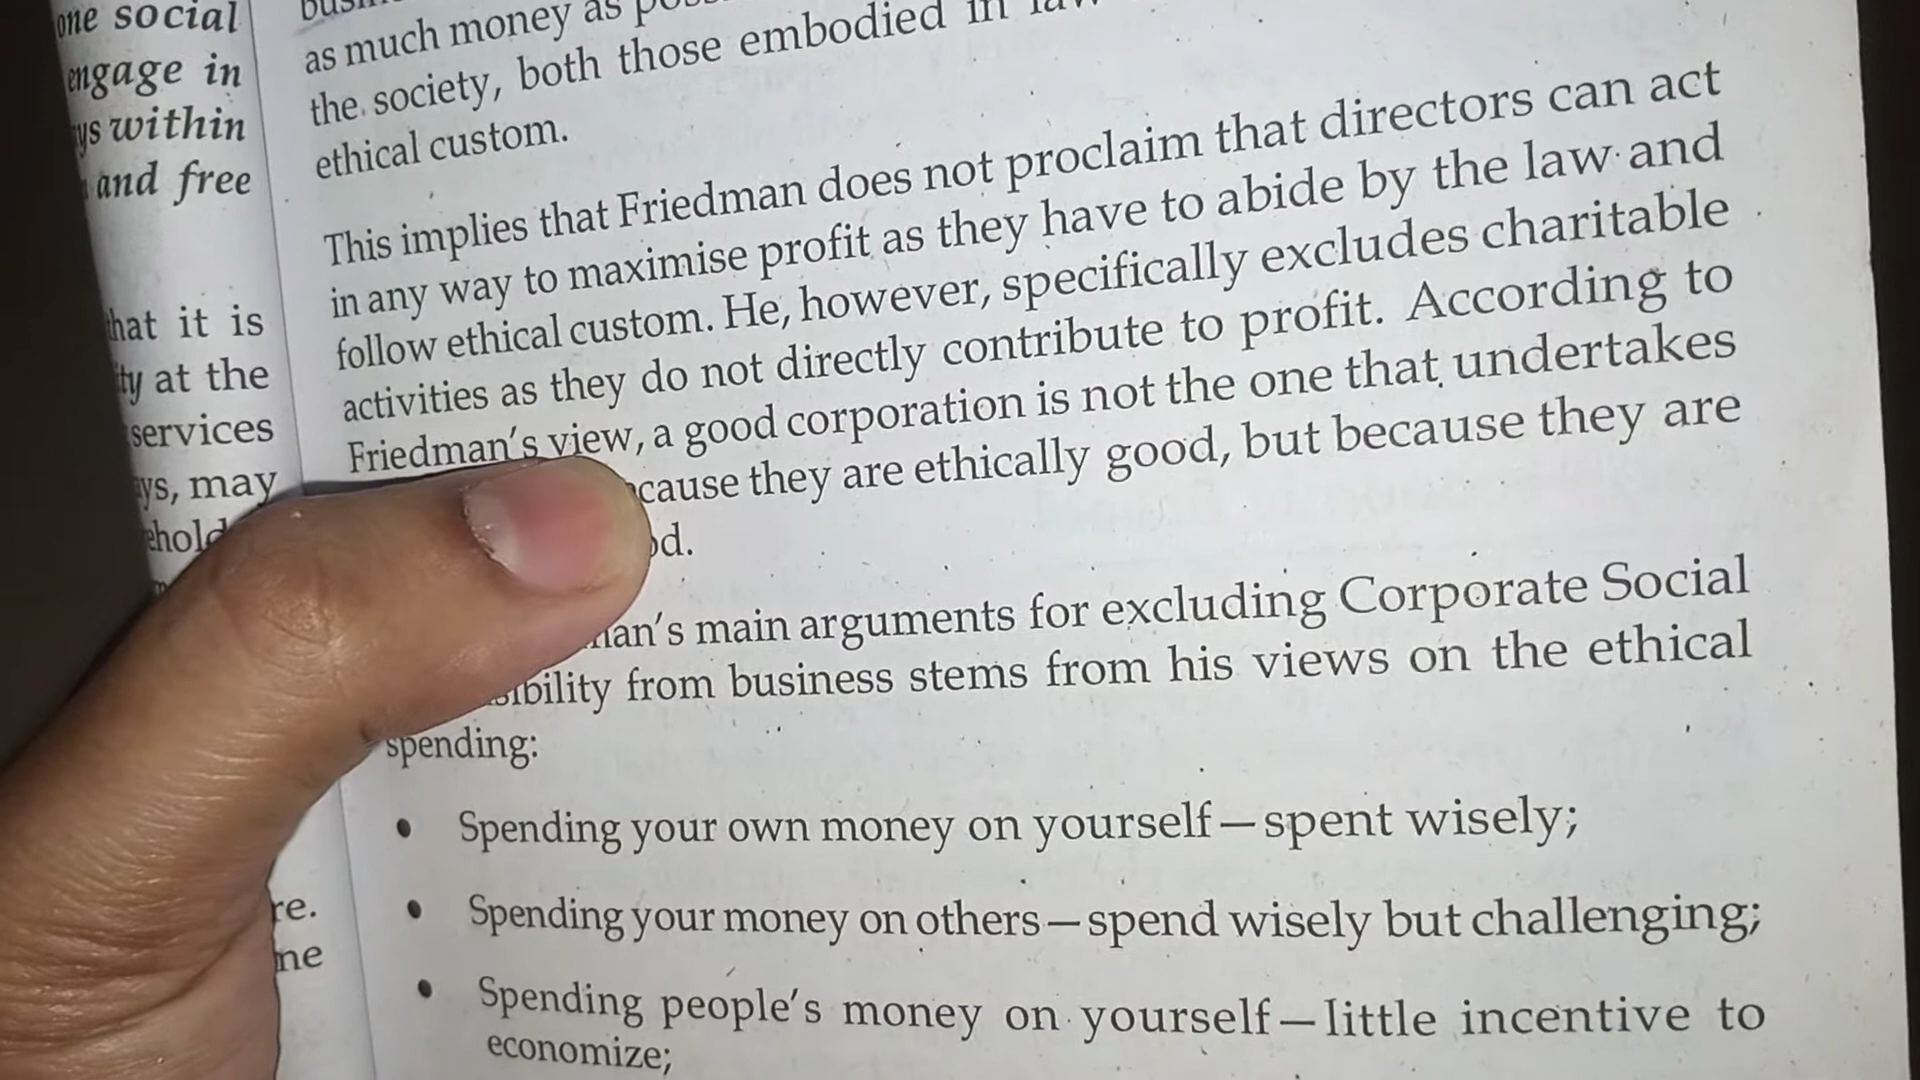 one social
engage in
within
and free
that it is
at the
services
may
as much money as
the society, both those embodied in
ethical custom.
This implies that Friedman does not proclaim that directors can act
in any way to maximise profit as they have to abide by the law and
follow ethical custom. He, however, specifically excludes charitable
activities as they do not directly contribute to profit. According to
Friedman's view, a good corporation is not the one that undertakes
they are ethically good, but because they are
main arguments for excluding Corporate Social
from business stems from his views on the ethical
spending:
• Spending your own money on yourself—spent wisely;
• Spending your money on others—spend wisely but challenging;
• Spending people's money on yourself—little incentive to
economize;